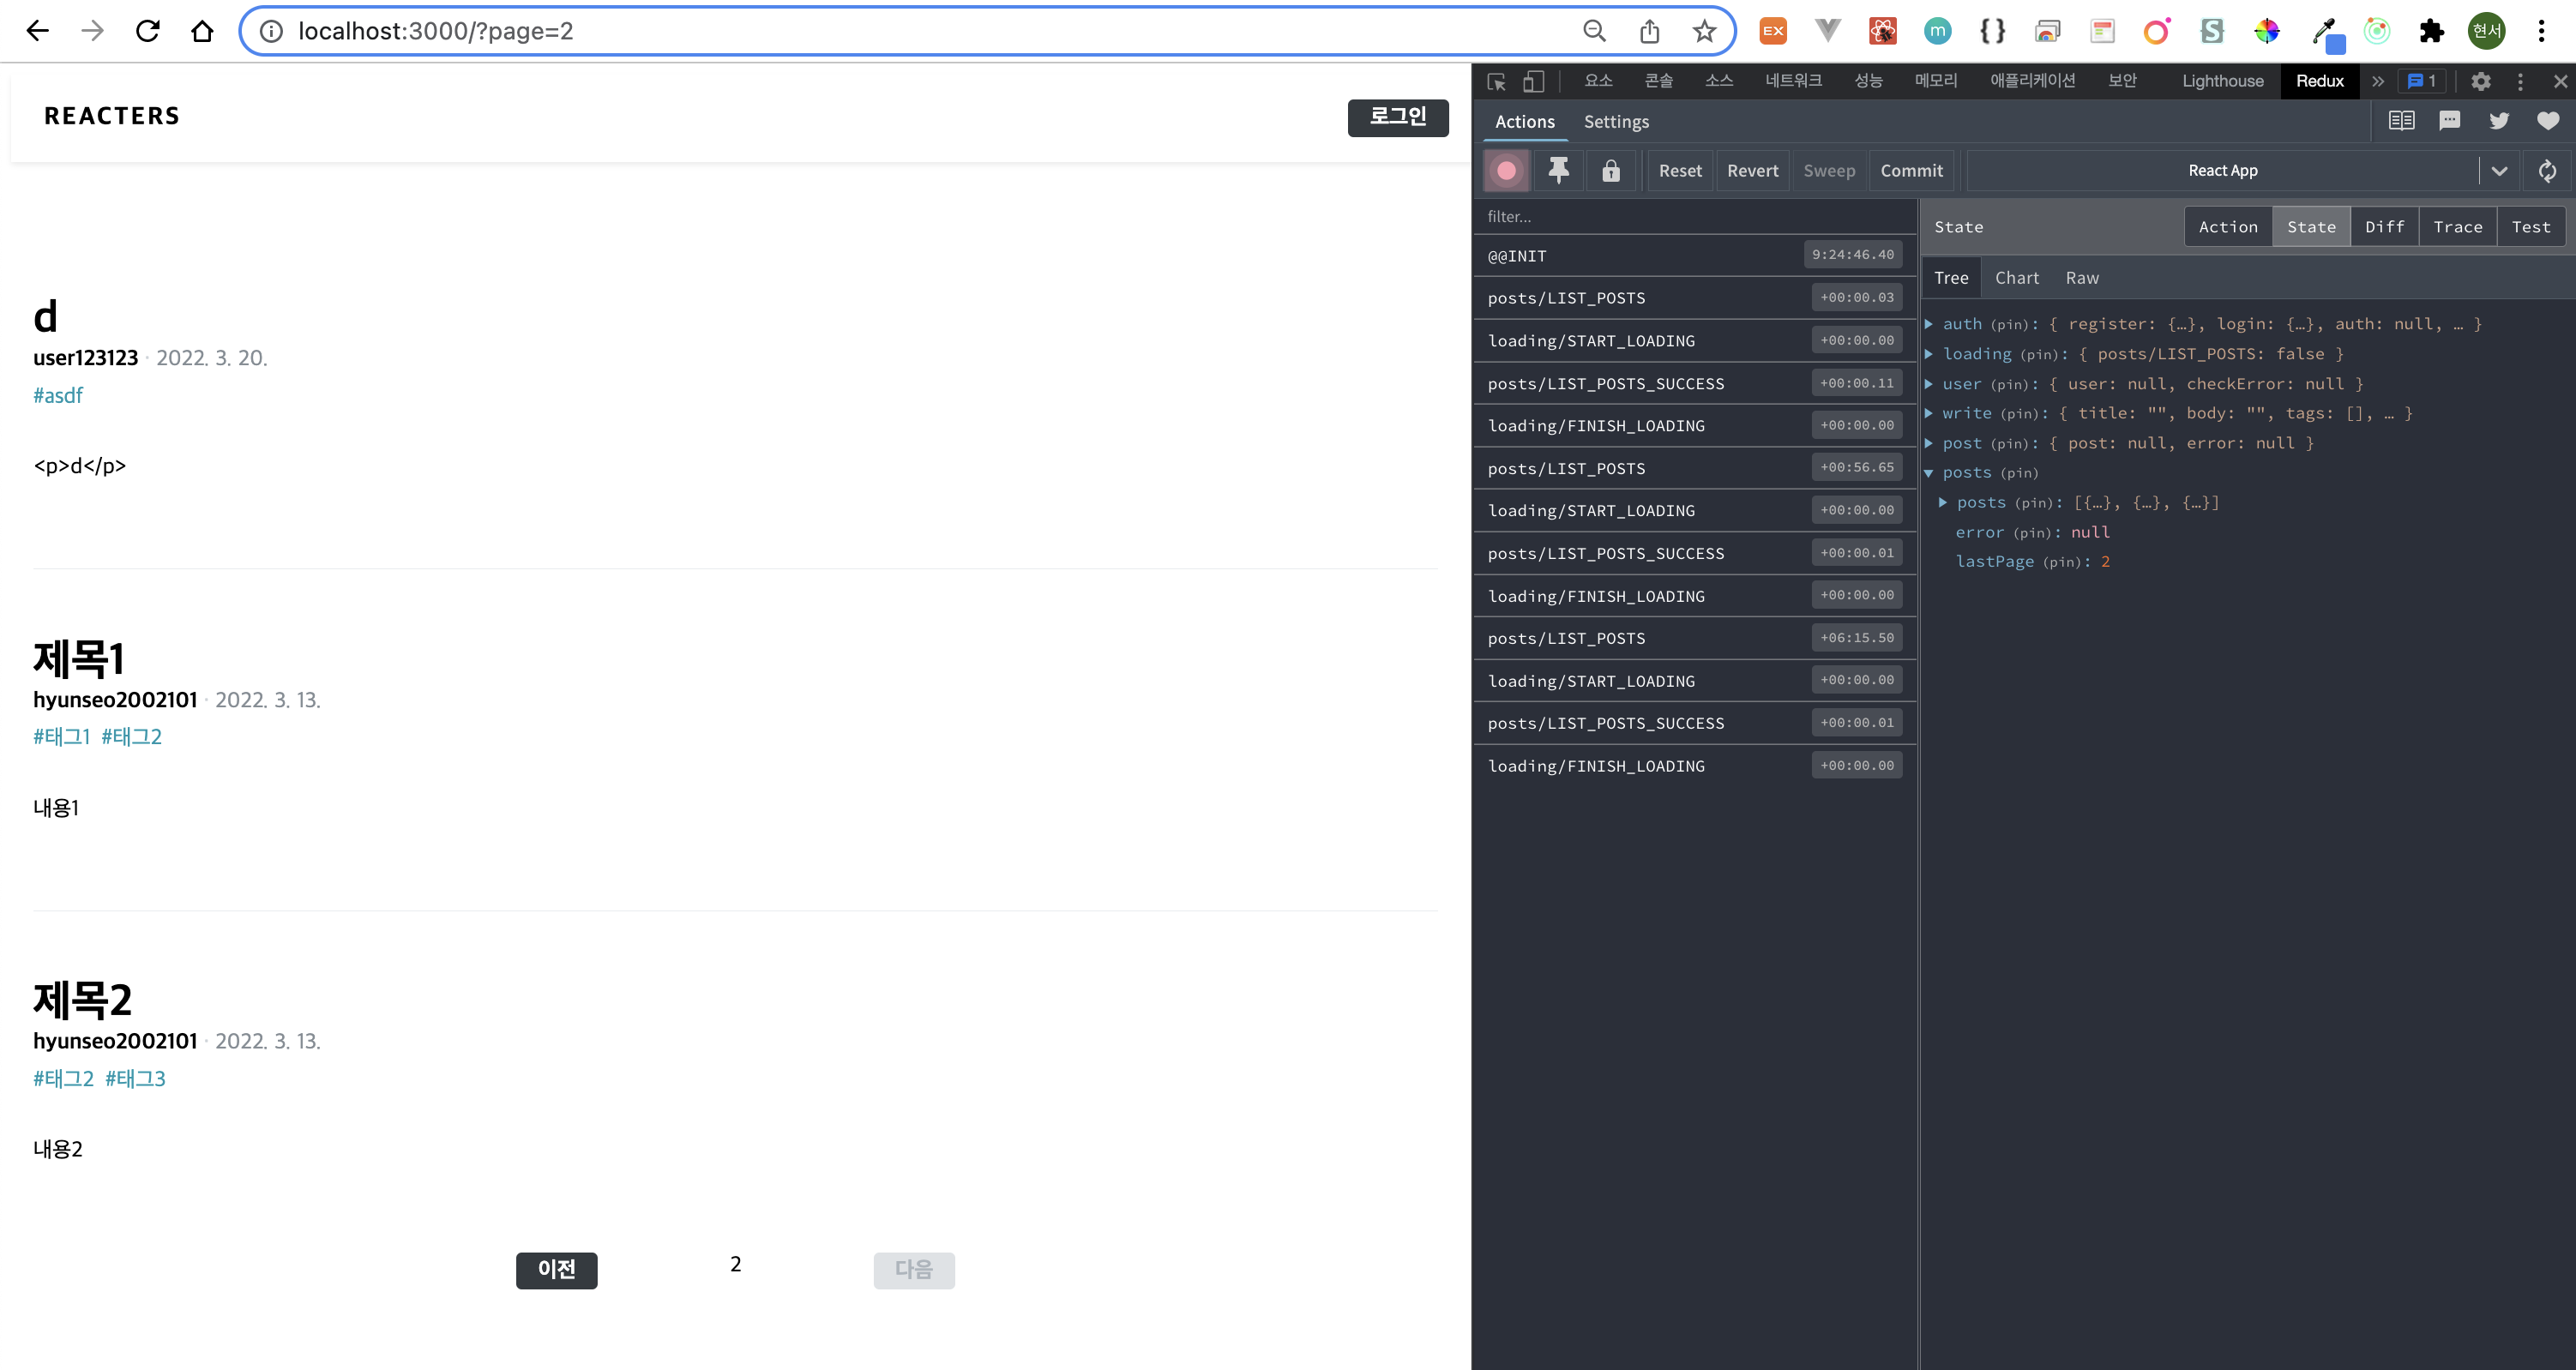 localhost:3000/?page=2
EX
m
{ }
S
현서
REACTERS
로그인
d
user123123 · 2022. 3. 20.
#asdf
<p>d</p>
제목1
hyunseo2002101 · 2022. 3. 13.
#태그1 #태그2
내용1
제목2
hyunseo2002101 · 2022. 3. 13.
#태그2 #태그3
내용2
이전 2 다음
요소 콘솔 소스 네트워크 성능 메모리 애플리케이션 보안 Lighthouse Redux » 1
Actions Settings
Reset Revert Sweep Commit React App
filter...
@@INIT 9:24:46.40
posts/LIST_POSTS +00:00.03
loading/START_LOADING +00:00.00
posts/LIST_POSTS_SUCCESS +00:00.11
loading/FINISH_LOADING +00:00.00
posts/LIST_POSTS +00:56.65
loading/START_LOADING +00:00.00
posts/LIST_POSTS_SUCCESS +00:00.01
loading/FINISH_LOADING +00:00.00
posts/LIST_POSTS +06:15.50
loading/START_LOADING +00:00.00
posts/LIST_POSTS_SUCCESS +00:00.01
loading/FINISH_LOADING +00:00.00
State Action State Diff Trace Test
Tree Chart Raw
auth (pin): { register: {…}, login: {…}, auth: null, … }
loading (pin): { posts/LIST_POSTS: false }
user (pin): { user: null, checkError: null }
write (pin): { title: "", body: "", tags: [], … }
post (pin): { post: null, error: null }
posts (pin)
posts (pin): [{…}, {…}, {…}]
error (pin): null
lastPage (pin): 2